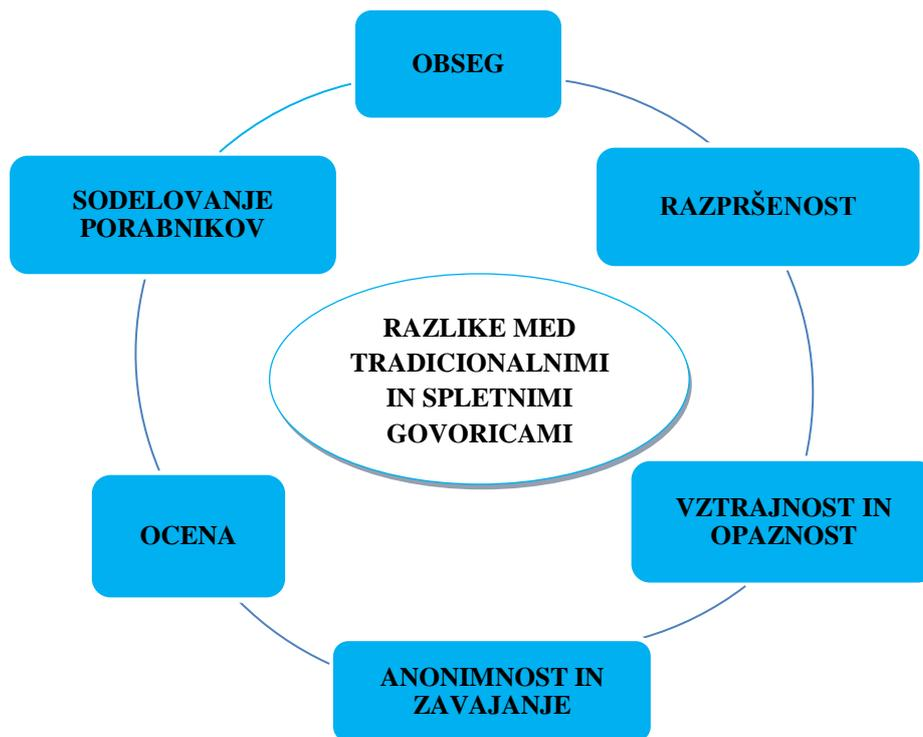 OBSEG
SODELOVANJE
PORABNIKOV
RAZPRŠENOST
RAZLIKE MED
TRADICIONALNIMI
IN SPLETNIMI
GOVORICAMI
OCENA
VZTRAJNOST IN
OPAZNOST
ANONIMNOST IN
ZAVAJANJE